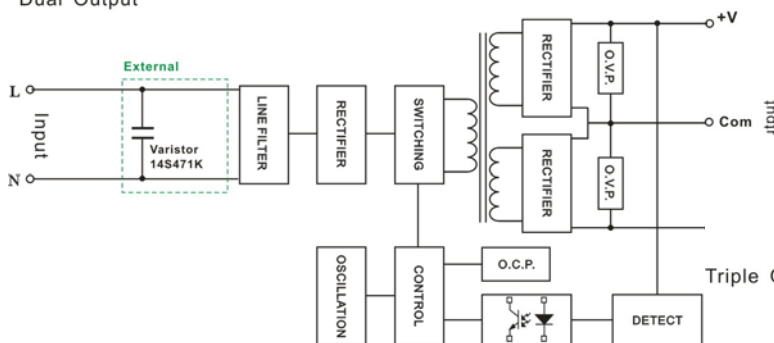 Dual Output
+V
External
RECTIFIER
O.V.P.
L
LINE FILTER
RECTIFIER
SWITCHING
Input
Com
Varistor
14S471K
N
RECTIFIER
O.V.P.
OSCILLATION
CONTROL
O.C.P.
Triple
DETECT